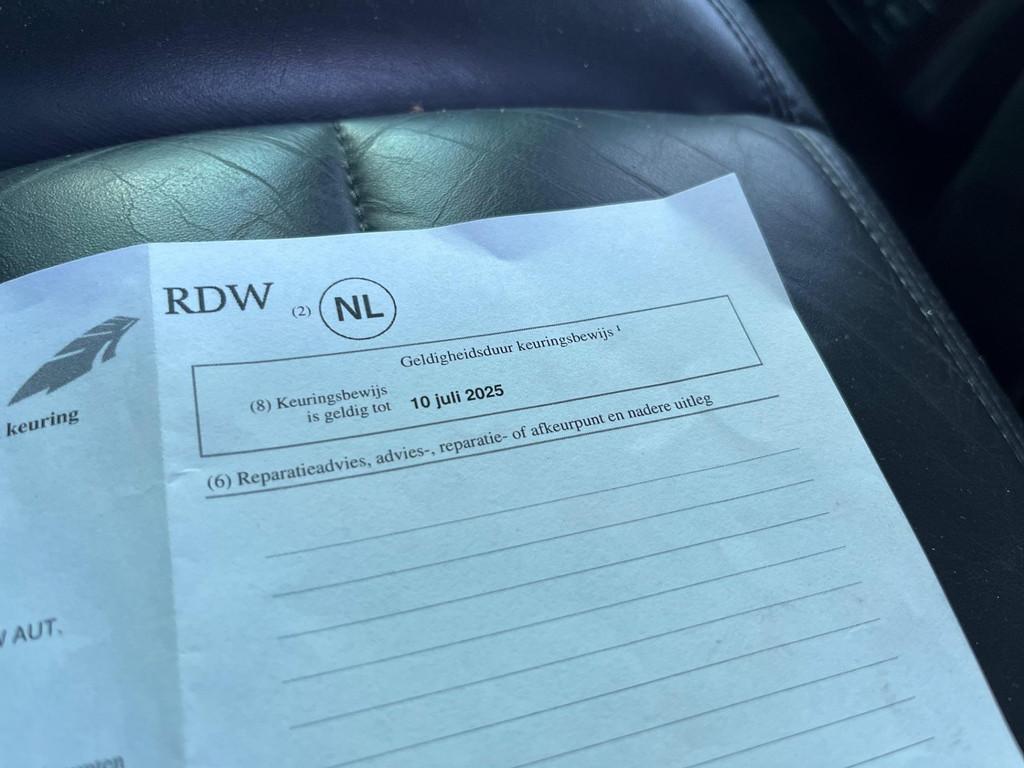 RDW (2) NL
keuring
Geldigheidsduur keuringsbewijs 1
(8) Keuringsbewijs
is geldig tot 10 juli 2025
(6) Reparatieadvies, advies-, reparatie- of afkeurpunt en nadere uitleg
AUT.